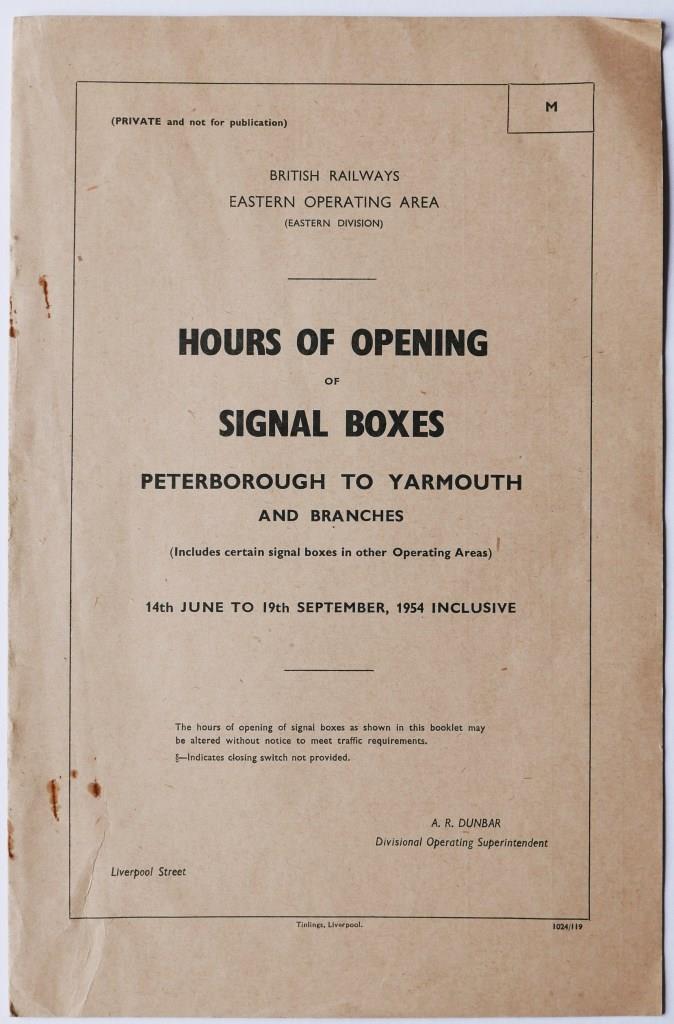 M
(PRIVATE and not for publication)
BRITISH RAILWAYS
EASTERN OPERATING AREA
(EASTERN DIVISION)
HOURS OF OPENING
OF
SIGNAL BOXES
PETERBOROUGH TO YARMOUTH
AND BRANCHES
(Includes certain signal boxes in other Operating Areas)
14th JUNE TO 19th SEPTEMBER, 1954 INCLUSIVE
The hours of opening of signal boxes as shown in this booklet may
be altered without notice to meet traffic requirements.
§—Indicates closing switch not provided.
A. R. DUNBAR
Divisional Operating Superintendent
Liverpool Street
Tinlings, Liverpool.
1024/119